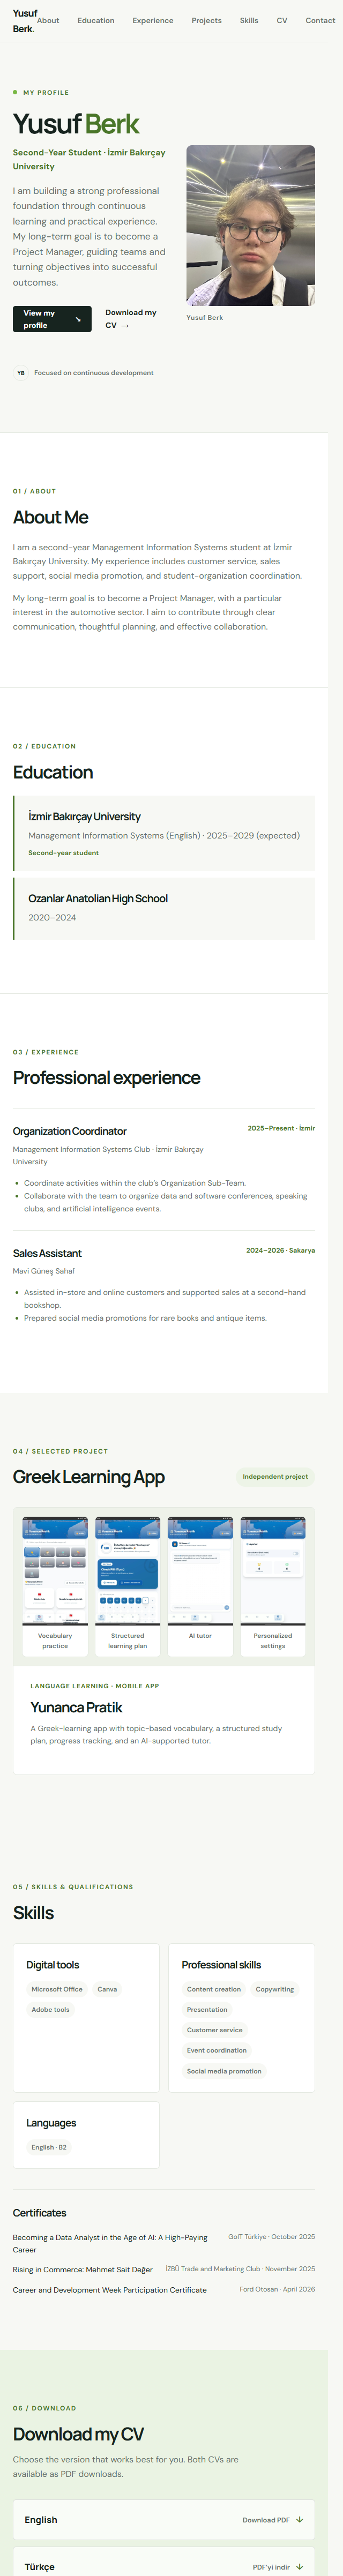 Yusuf
Berk.
About Education Experience Projects Skills CV Contact
MY PROFILE
Yusuf Berk
Second-Year Student · İzmir Bakırçay
University
I am building a strong professional
foundation through continuous
learning and practical experience.
My long-term goal is to become a
Project Manager, guiding teams and
turning objectives into successful
outcomes.
View my
profile ↘
Download my
CV →
Yusuf Berk
YB Focused on continuous development
01 / ABOUT
About Me
I am a second-year Management Information Systems student at İzmir
Bakırçay University. My experience includes customer service, sales
support, social media promotion, and student-organization coordination.
My long-term goal is to become a Project Manager, with a particular
interest in the automotive sector. I aim to contribute through clear
communication, thoughtful planning, and effective collaboration.
02 / EDUCATION
Education
İzmir Bakırçay University
Management Information Systems (English) · 2025–2029 (expected)
Second-year student
Ozanlar Anatolian High School
2020–2024
03 / EXPERIENCE
Professional experience
Organization Coordinator
2025–Present · İzmir
Management Information Systems Club · İzmir Bakırçay
University
Coordinate activities within the club's Organization Sub-Team.
Collaborate with the team to organize data and software conferences, speaking
clubs, and artificial intelligence events.
Sales Assistant
2024–2026 · Sakarya
Mavi Güneş Sahaf
Assisted in-store and online customers and supported sales at a second-hand
bookshop.
Prepared social media promotions for rare books and antique items.
04 / SELECTED PROJECT
Greek Learning App
Independent project
Vocabulary
practice
Structured
learning plan
AI tutor
Personalized
settings
LANGUAGE LEARNING · MOBILE APP
Yunanca Pratik
A Greek-learning app with topic-based vocabulary, a structured study
plan, progress tracking, and an AI-supported tutor.
05 / SKILLS & QUALIFICATIONS
Skills
Digital tools
Microsoft Office Canva
Adobe tools
Professional skills
Content creation Copywriting
Presentation
Customer service
Event coordination
Social media promotion
Languages
English · B2
Certificates
Becoming a Data Analyst in the Age of AI: A High-Paying
Career
GoIT Türkiye · October 2025
Rising in Commerce: Mehmet Sait Değer
İZBÜ Trade and Marketing Club · November 2025
Career and Development Week Participation Certificate
Ford Otosan · April 2026
06 / DOWNLOAD
Download my CV
Choose the version that works best for you. Both CVs are
available as PDF downloads.
English
Download PDF ↓
Türkçe
PDF'yi indir ↓